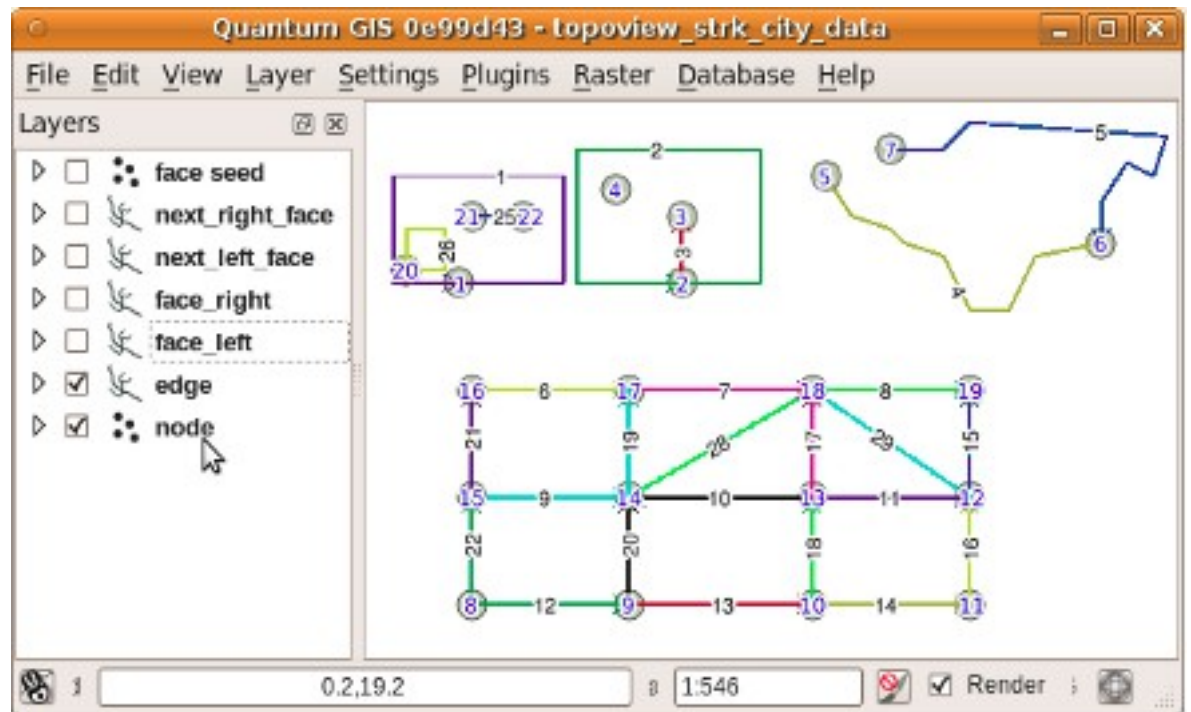 Quantum GIS 0e99d43 - topoview_strk_city_data
File Edit View Layer Settings Plugins Raster Database Help
Layers
face seed
next_right_face
next_left_face
face_right
face_left
edge
node
1
21 25 22
26
20 1
2
4
3
3
2
7 5
5
6
4
16 6 17 7 18 8 19
21 19 28 17 29 15
15 9 14 10 13 11 12
22 20 18 16
8 12 9 13 10 14 11
0.2,19.2 1:546 Render